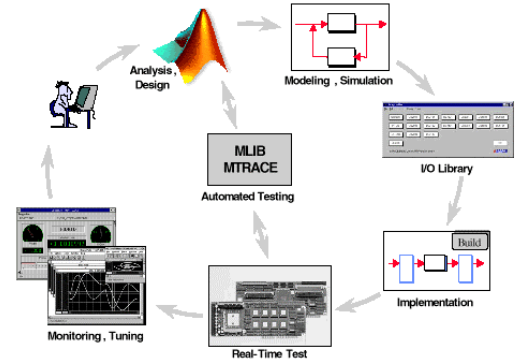 Analysis ,
Design
Modeling , Simulation
I/O Library
MLIB
MTRACE
Automated Testing
Build
Implementation
Real-Time Test
Monitoring , Tuning